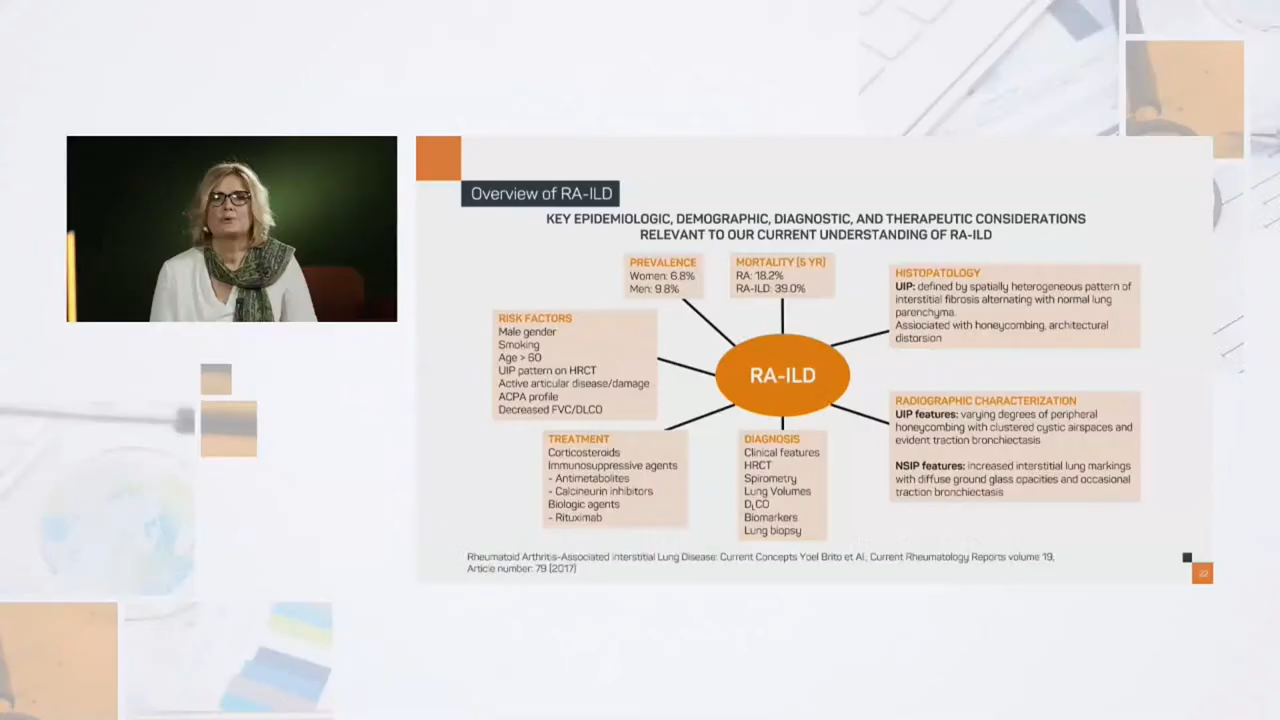 Overview of RA-ILD
KEY EPIDEMIOLOGIC, DEMOGRAPHIC, DIAGNOSTIC, AND THERAPEUTIC CONSIDERATIONS
RELEVANT TO OUR CURRENT UNDERSTANDING OF RA-ILD
PREVALENCE
Women: 6.8%
Men: 9.8%
MORTALITY (5 YR)
RA: 18.2%
RA-ILD: 39.0%
HISTOPATOLOGY
UIP: defined by spatially heterogeneous pattern of
interstitial fibrosis alternating with normal lung
parenchyma.
Assiociated with honeycombing, architectural
distorsion
RISK FACTORS
Male gender
Smoking
Age > 60
UIP pattern on HRCT
Active articular disease/damage
ACPA profile
Decreased FVC/DLCO
RA-ILD
RADIOGRAPHIC CHARACTERIZATION
UIP features: varying degrees of peripheral
honeycombing with clustered cystic airspaces and
evident traction bronchiectasis
NSIP features: increased interstitial lung markings
with diffuse ground glass opacities and occasional
traction bronchiestasis
TREATMENT
Corticosteroids
Immunosuppressive agents
- Antimetabolites
- Calcineurin inhibitors
Biologic agents
- Rituximab
DIAGNOSIS
Clinical features
HRCT
Spirometry
Lung Volumes
DLCO
Biomarkers
Lung biopsy
Rheumatoid Arthritis-Associated Interstitial Lung Disease: Current Concepts Yoel Brito et Al., Current Rheumatology Reports volume 19,
Article number: 79 (2017)
22